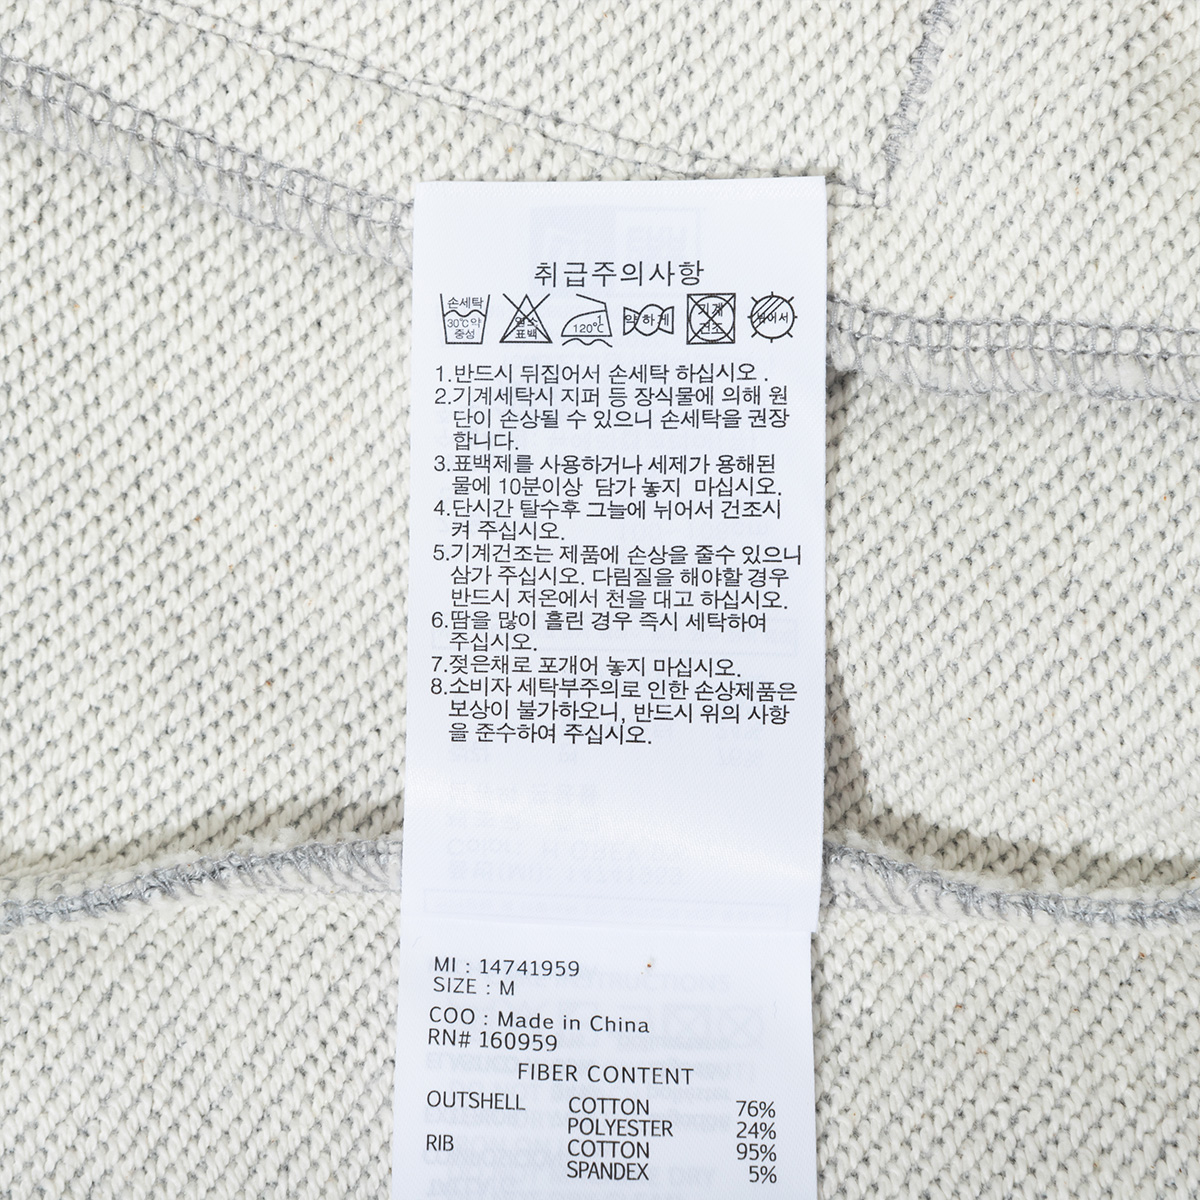 취급주의사항
손세탁 30℃약 중성 염소 표백 120℃ 약하게 기계 건조 뉘어서
1.반드시 뒤집어서 손세탁 하십시오 .
2.기계세탁시 지퍼 등 장식물에 의해 원
단이 손상될 수 있으니 손세탁을 권장
합니다.
3.표백제를 사용하거나 세제가 용해된
물에 10분이상 담가 놓지 마십시오.
4.단시간 탈수후 그늘에 뉘어서 건조시
켜 주십시오.
5.기계건조는 제품에 손상을 줄수 있으니
삼가 주십시오. 다림질을 해야할 경우
반드시 저온에서 천을 대고 하십시오.
6.땀을 많이 흘린 경우 즉시 세탁하여
주십시오.
7.젖은채로 포개어 놓지 마십시오.
8.소비자 세탁부주의로 인한 손상제품은
보상이 불가하오니, 반드시 위의 사항
을 준수하여 주십시오.
MI : 14741959
SIZE : M
COO : Made in China
RN# 160959
FIBER CONTENT
OUTSHELL COTTON 76%
POLYESTER 24%
RIB COTTON 95%
SPANDEX 5%